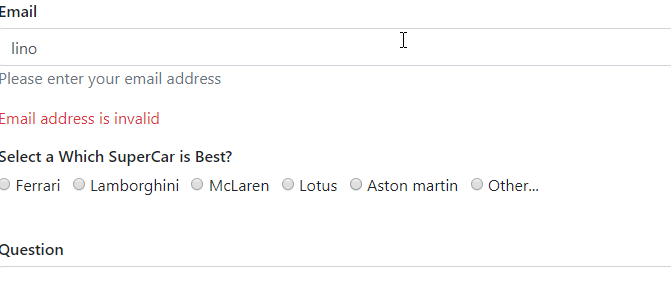 Email
lino
Please enter your email address
Email address is invalid
Select a Which SuperCar is Best?
Ferrari Lamborghini McLaren Lotus Aston martin Other...
Question